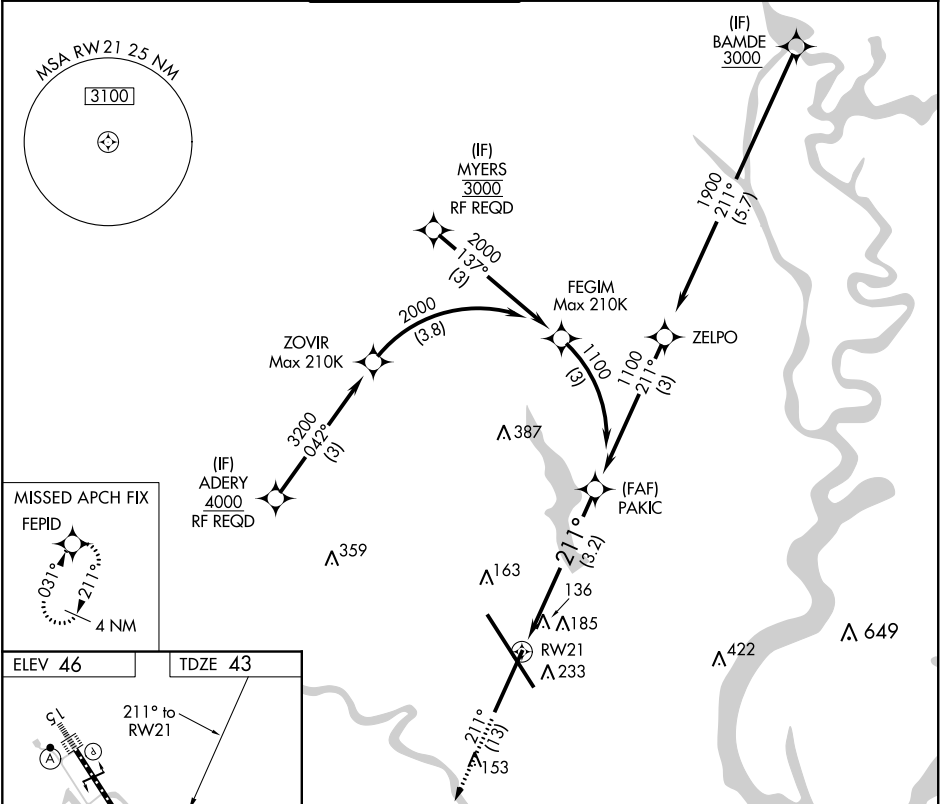 MSA RW21 25 NM
3100
(IF)
BAMDE
3000
(IF)
MYERS
3000
RF REQD
1900
211°
(5.7)
2000
137°
(3)
FEGIM
Max 210K
2000
(3.8)
ZOVIR
Max 210K
ZELPO
1100
(3)
1100
211°
(3)
3200
042°
(3)
387
(IF)
ADERY
4000
RF REQD
(FAF)
PAKIC
MISSED APCH FIX
FEPID
031°
211°
4 NM
359
211°
(3.2)
163
136
185
RW21
233
422
649
211°
(1.3)
153
ELEV 46
TDZE 43
211° to
RW21
15
A
P